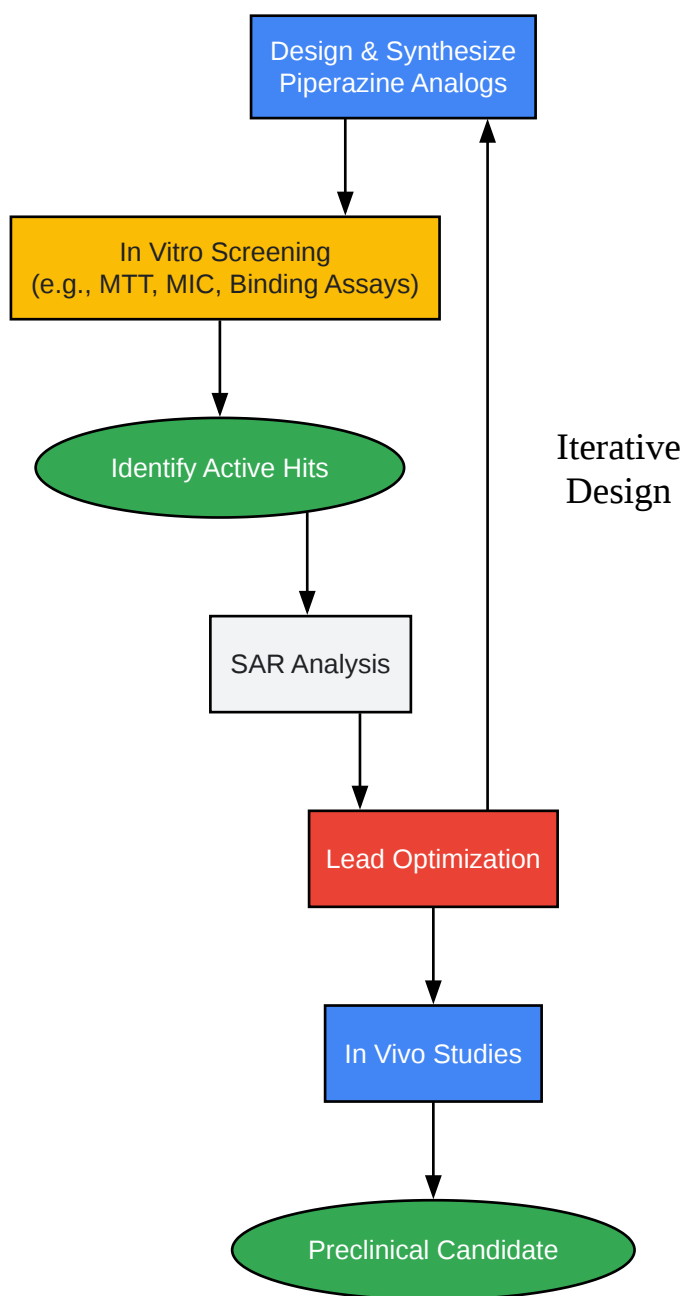 Design & Synthesize
Piperazine Analogs
In Vitro Screening
(e.g., MTT, MIC, Binding Assays)
Identify Active Hits
Iterative
Design
SAR Analysis
Lead Optimization
In Vivo Studies
Preclinical Candidate